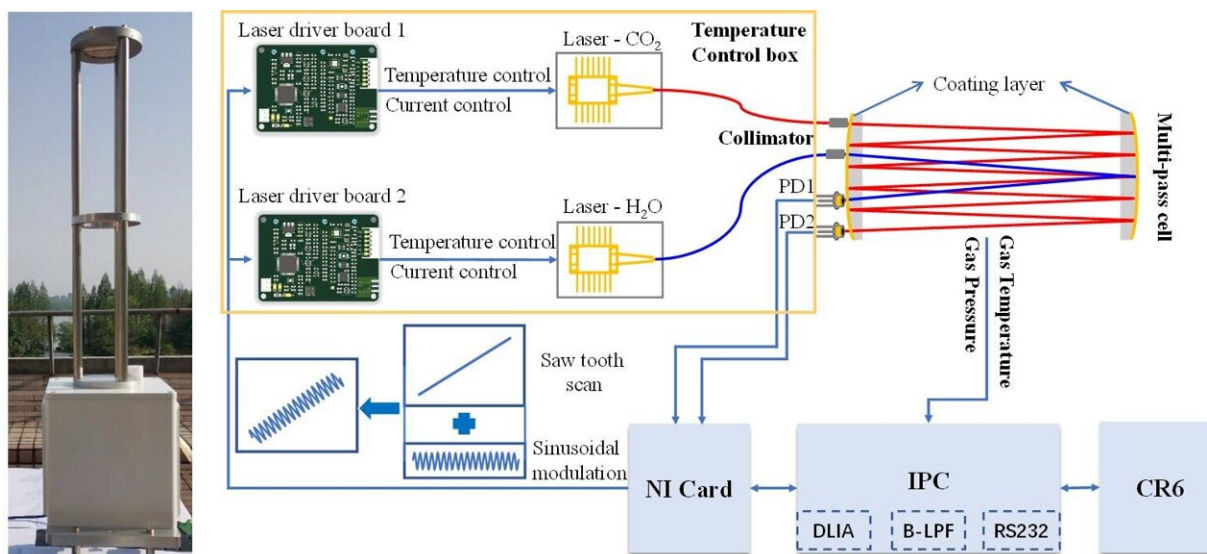 Laser driver board 1
Laser - CO₂
Temperature
Control box
Temperature control
Current control
Coating layer
Collimator
Multi-pass cell
PD1
Laser driver board 2
Laser - H₂O
PD2
Temperature control
Current control
Gas Temperature
Gas Pressure
Saw tooth
scan
Sinusoidal
modulation
NI Card
IPC
CR6
DLIA
B-LPF
RS232